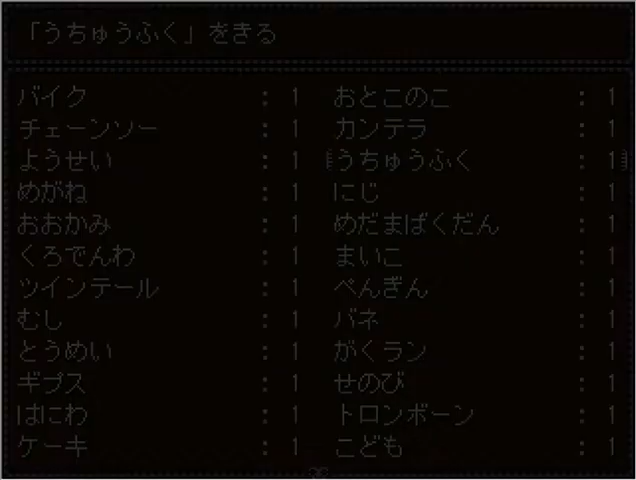 「うちゅうふく」をきる
バイク : 1 おとこのこ : 1
チェーンソー : 1 カンテラ : 1
ようせい : 1 うちゅうふく : 1
めがね : 1 にじ : 1
おおかみ : 1 めだまばくだん : 1
くろでんわ : 1 まいこ : 1
ツインテール : 1 ぺんぎん : 1
むし : 1 バネ : 1
とうめい : 1 がくラン : 1
ギプス : 1 せのび : 1
はにわ : 1 トロンボーン : 1
ケーキ : 1 こども : 1